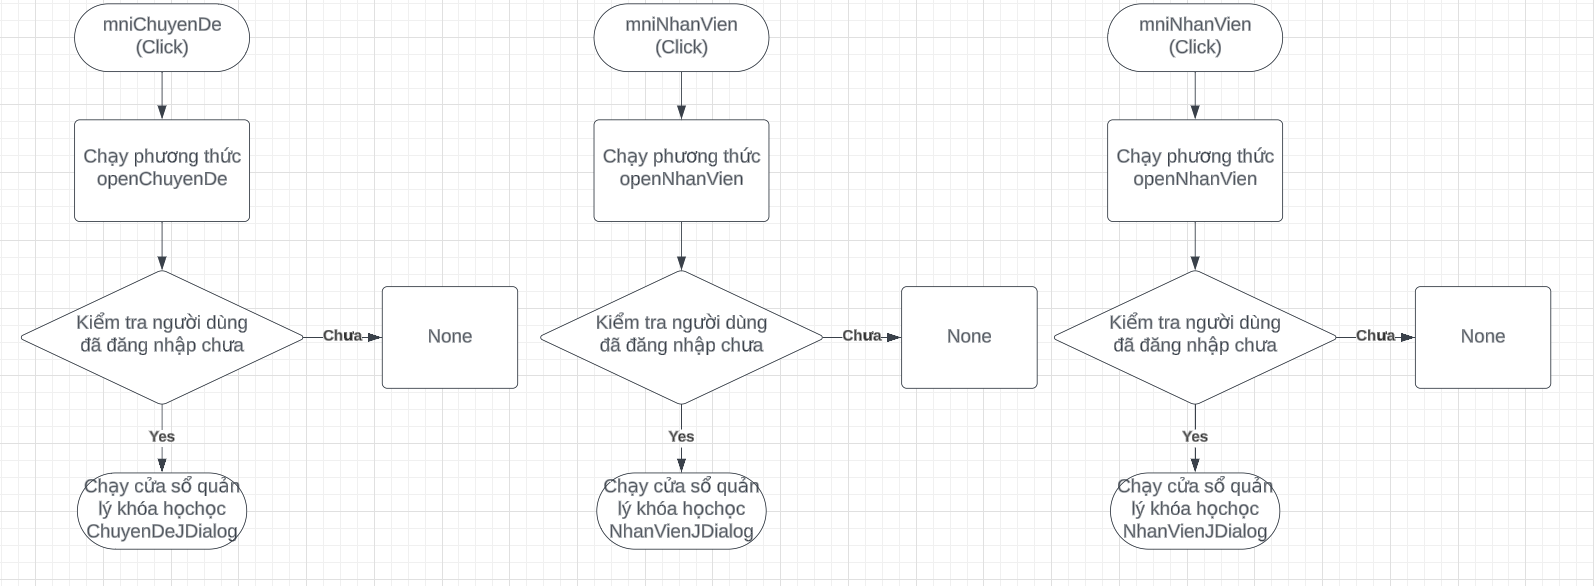 mniChuyenDe
(Click)
Chạy phương thức
openChuyenDe
Kiểm tra người dùng
đã đăng nhập chưa
Chưa
None
Yes
Chạy cửa sổ quản
lý khóa họchọc
ChuyenDeJDialog
mniNhanVien
(Click)
Chạy phương thức
openNhanVien
Kiểm tra người dùng
đã đăng nhập chưa
Chưa
None
Yes
Chạy cửa sổ quản
lý khóa họchọc
NhanVienJDialog
mniNhanVien
(Click)
Chạy phương thức
openNhanVien
Kiểm tra người dùng
đã đăng nhập chưa
Chưa
None
Yes
Chạy cửa sổ quản
lý khóa họchọc
NhanVienJDialog